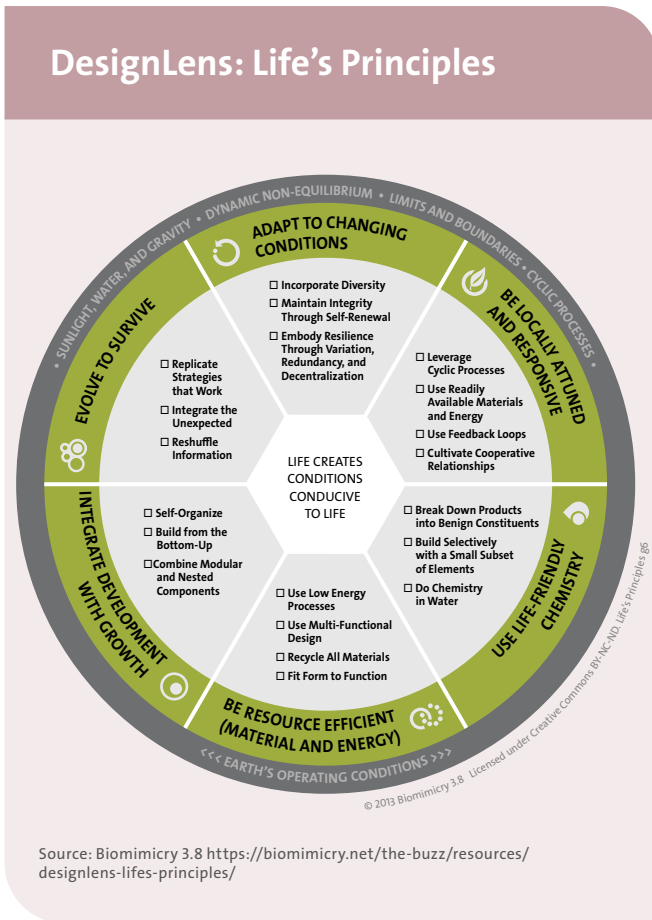 DesignLens: Life's Principles
• SUNLIGHT, WATER, AND GRAVITY • DYNAMIC NON-EQUILIBRIUM • LIMITS AND BOUNDARIES • CYCLIC PROCESSES •
ADAPT TO CHANGING
CONDITIONS
☐ Incorporate Diversity
☐ Maintain Integrity
Through Self-Renewal
☐ Embody Resilience
Through Variation,
Redundancy, and
Decentralization
BE LOCALLY ATTUNED
AND RESPONSIVE
☐ Leverage
Cyclic Processes
☐ Use Readily
Available Materials
and Energy
☐ Use Feedback Loops
☐ Cultivate Cooperative
Relationships
USE LIFE-FRIENDLY
CHEMISTRY
☐ Break Down Products
into Benign Constituents
☐ Build Selectively
with a Small Subset
of Elements
☐ Do Chemistry
in Water
BE RESOURCE EFFICIENT
(MATERIAL AND ENERGY)
☐ Use Low Energy
Processes
☐ Use Multi-Functional
Design
☐ Recycle All Materials
☐ Fit Form to Function
INTEGRATE DEVELOPMENT
WITH GROWTH
☐ Self-Organize
☐ Build from the
Bottom-Up
☐Combine Modular
and Nested
Components
EVOLVE TO SURVIVE
☐ Replicate
Strategies
that Work
☐ Integrate the
Unexpected
☐ Reshuffle
Information
LIFE CREATES
CONDITIONS
CONDUCIVE
TO LIFE
<<< EARTH'S OPERATING CONDITIONS >>>
© 2013 Biomimicry 3.8 Licensed under Creative Commons BY-NC-ND. Life's Principles g6
Source: Biomimicry 3.8 https://biomimicry.net/the-buzz/resources/
designlens-lifes-principles/